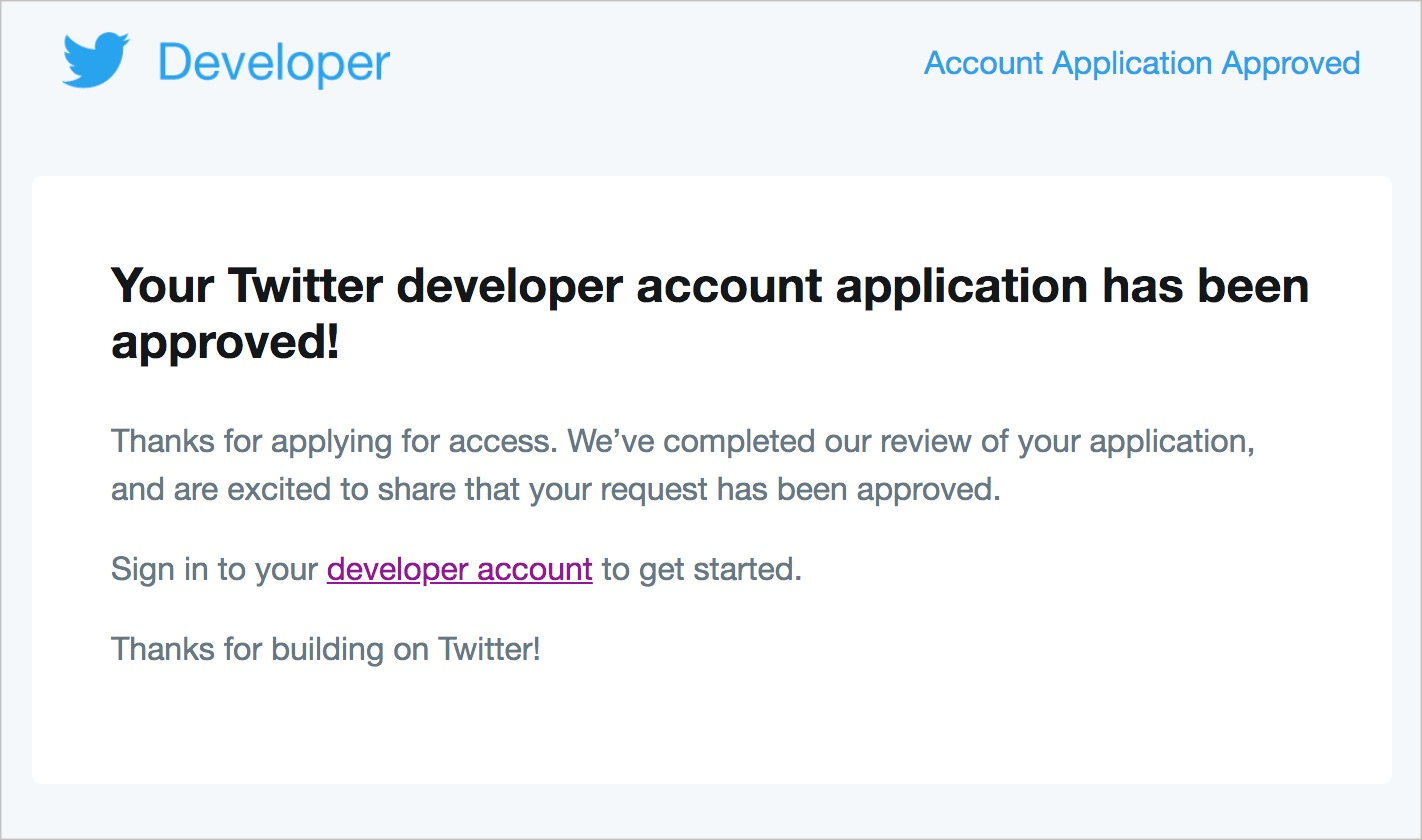 Developer
Account Application Approved
Your Twitter developer account application has been
approved!
Thanks for applying for access. We’ve completed our review of your application,
and are excited to share that your request has been approved.
Sign in to your developer account to get started.
Thanks for building on Twitter!